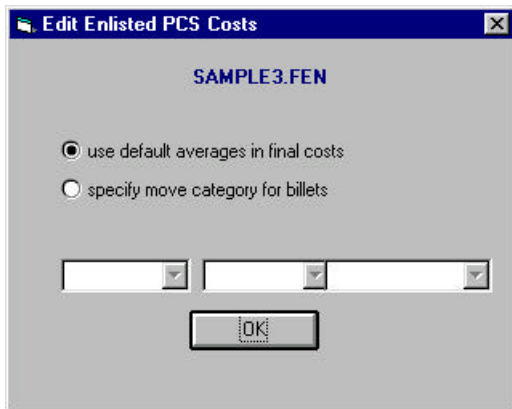 Edit Enlisted PCS Costs
SAMPLE3.FEN
use default averages in final costs
specify move category for billets
OK